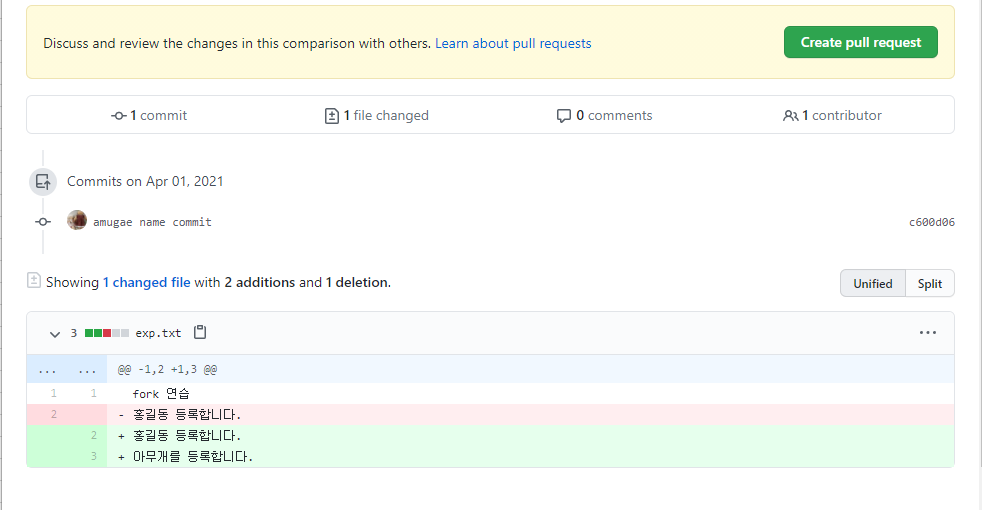 Discuss and review the changes in this comparison with others. Learn about pull requests Create pull request
1 commit 1 file changed 0 comments 1 contributor
Commits on Apr 01, 2021
amugae name commit c600d06
Showing 1 changed file with 2 additions and 1 deletion. Unified Split
3 exp.txt ...
... ... @@ -1,2 +1,3 @@
1 1 fork 연습
2 - 홍길동 등록합니다.
2 + 홍길동 등록합니다.
3 + 아무개를 등록합니다.